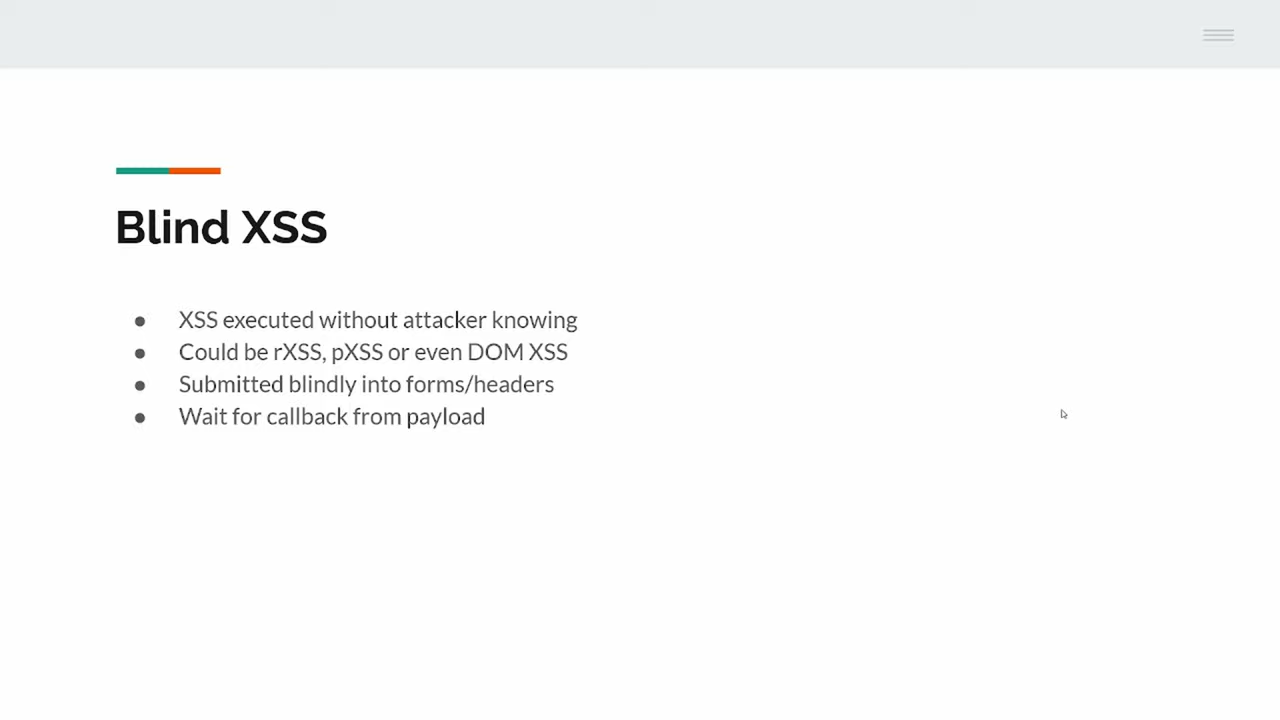 Blind XSS
● XSS executed without attacker knowing
● Could be rXSS, pXSS or even DOM XSS
● Submitted blindly into forms/headers
● Wait for callback from payload